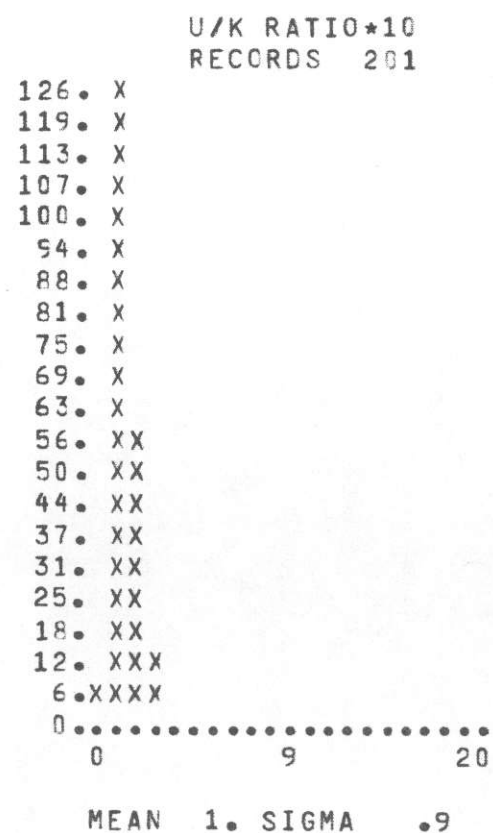 U/K RATIO*10
RECORDS 201
126. X
119. X
113. X
107. X
100. X
94. X
88. X
81. X
75. X
69. X
63. X
56. XX
50. XX
44. XX
37. XX
31. XX
25. XX
18. XX
12. XXX
6.XXXX
0...................
0 9 20
MEAN 1. SIGMA .9